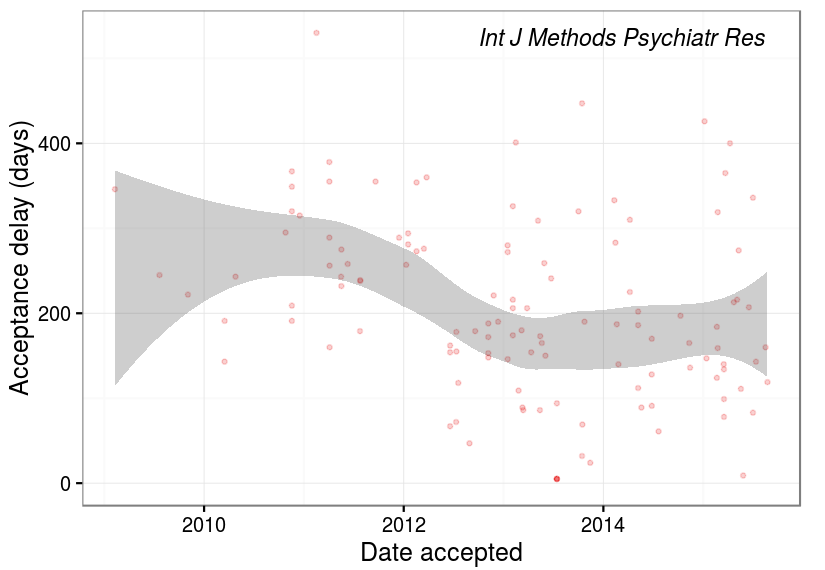 Int J Methods Psychiatr Res
Acceptance delay (days)
400
200
0
2010 2012 2014
Date accepted